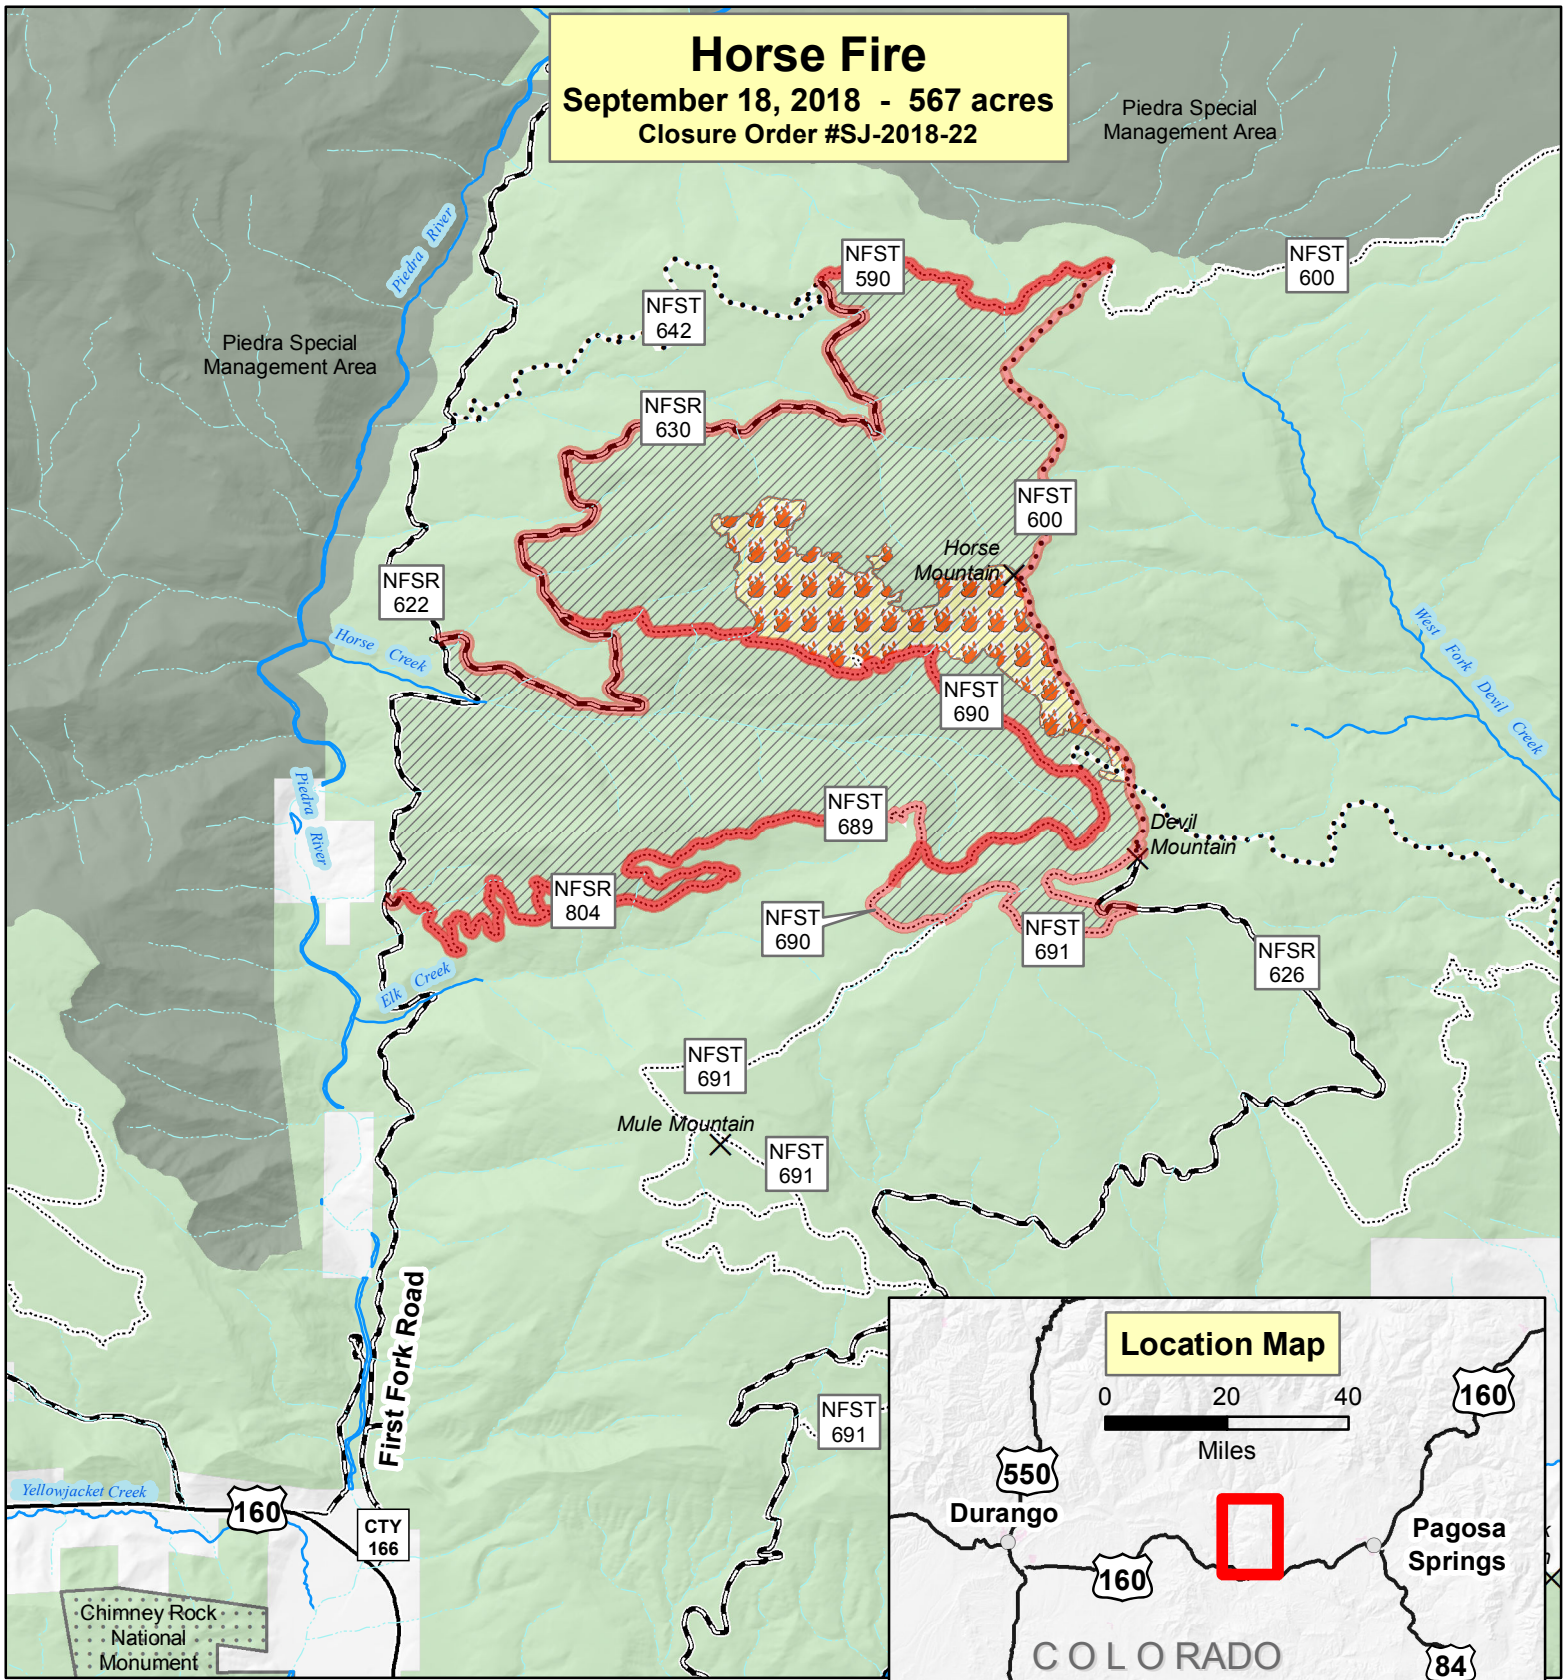 Horse Fire
September 18, 2018 - 567 acres
Closure Order #SJ-2018-22
Piedra Special
Management Area
Piedra River
NFST
590
NFST
600
NFST
642
Piedra Special
Management Area
NFSR
630
NFST
600
Horse
Mountain
NFSR
622
Horse Creek
West Fork Devil Creek
NFST
690
Piedra River
NFST
689
Devil
Mountain
NFSR
804
NFST
690
NFST
691
NFSR
626
Elk Creek
NFST
691
Mule Mountain
NFST
691
First Fork Road
NFST
691
Yellowjacket Creek
160
CTY
166
Chimney Rock
National
Monument
Location Map
0 20 40
Miles
160
550
Durango
Pagosa
Springs
160
COLORADO
84